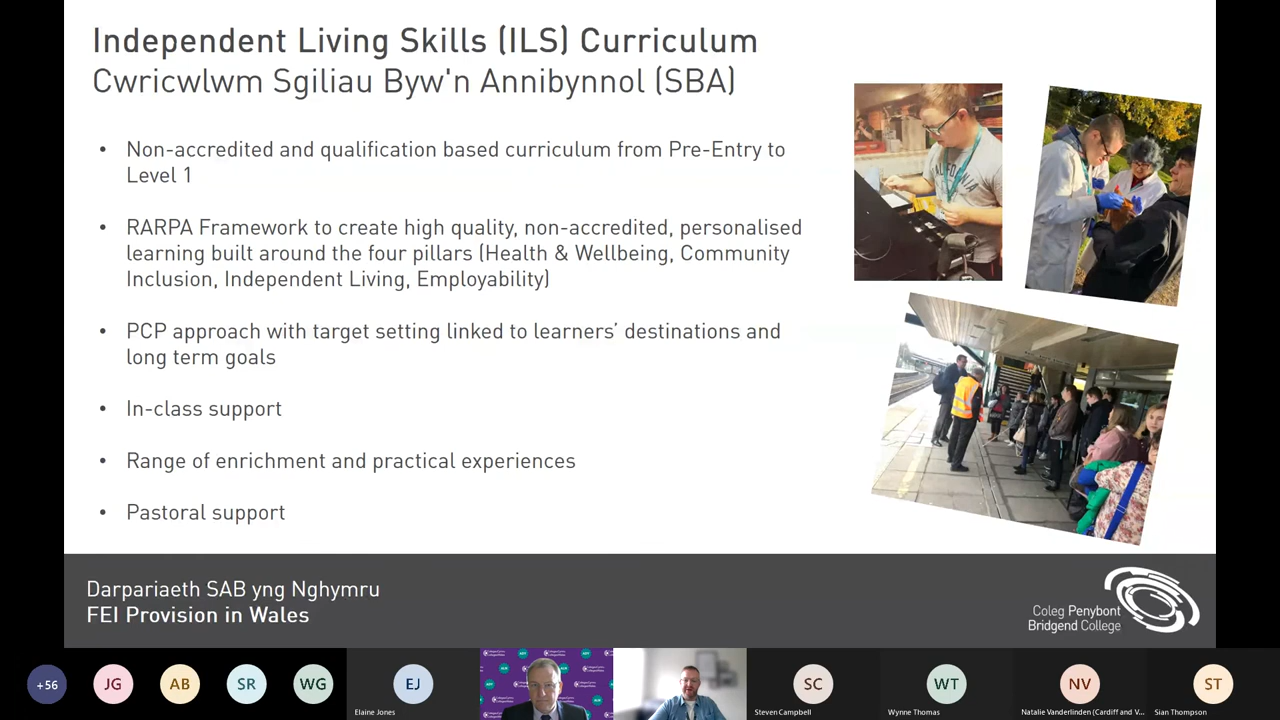 Independent Living Skills (ILS) Curriculum
Cwricwlwm Sgiliau Byw'n Annibynnol (SBA)
• Non-accredited and qualification based curriculum from Pre-Entry to
Level 1
• RARPA Framework to create high quality, non-accredited, personalised
learning built around the four pillars (Health & Wellbeing, Community
Inclusion, Independent Living, Employability)
• PCP approach with target setting linked to learners’ destinations and
long term goals
• In-class support
• Range of enrichment and practical experiences
• Pastoral support
CALIFORNIA
Darpariaeth SAB yng Nghymru
FEI Provision in Wales
Coleg Penybont
Bridgend College
+56
JG
AB
SR
WG
EJ
Elaine Jones
SC
Steven Campbell
WT
Wynne Thomas
NV
Natalie Vanderlinden (Cardiff and V...
ST
Sian Thompson